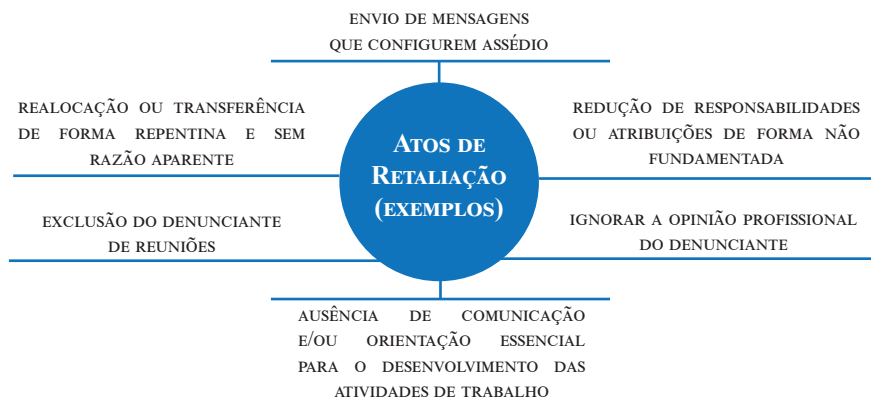 ENVIO DE MENSAGENS
QUE CONFIGUREM ASSÉDIO
REALOCAÇÃO OU TRANSFERÊNCIA
DE FORMA REPENTINA E SEM
RAZÃO APARENTE
REDUÇÃO DE RESPONSABILIDADES
OU ATRIBUIÇÕES DE FORMA NÃO
FUNDAMENTADA
ATOS DE
RETALIAÇÃO
(EXEMPLOS)
EXCLUSÃO DO DENUNCIANTE
DE REUNIÕES
IGNORAR A OPINIÃO PROFISSIONAL
DO DENUNCIANTE
AUSÊNCIA DE COMUNICAÇÃO
E/OU ORIENTAÇÃO ESSENCIAL
PARA O DESENVOLVIMENTO DAS
ATIVIDADES DE TRABALHO